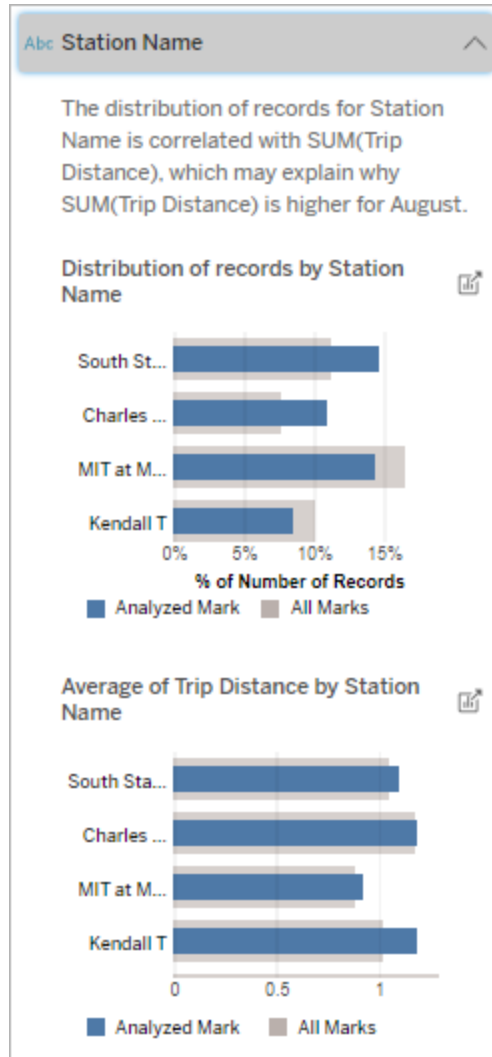 Abc Station Name
The distribution of records for Station
Name is correlated with SUM(Trip
Distance), which may explain why
SUM(Trip Distance) is higher for August.
Distribution of records by Station
Name
South St...
Charles ...
MIT at M...
Kendall T
0% 5% 10% 15%
% of Number of Records
Analyzed Mark All Marks
Average of Trip Distance by Station
Name
South Sta...
Charles ...
MIT at M...
Kendall T
0 0.5 1
Analyzed Mark All Marks